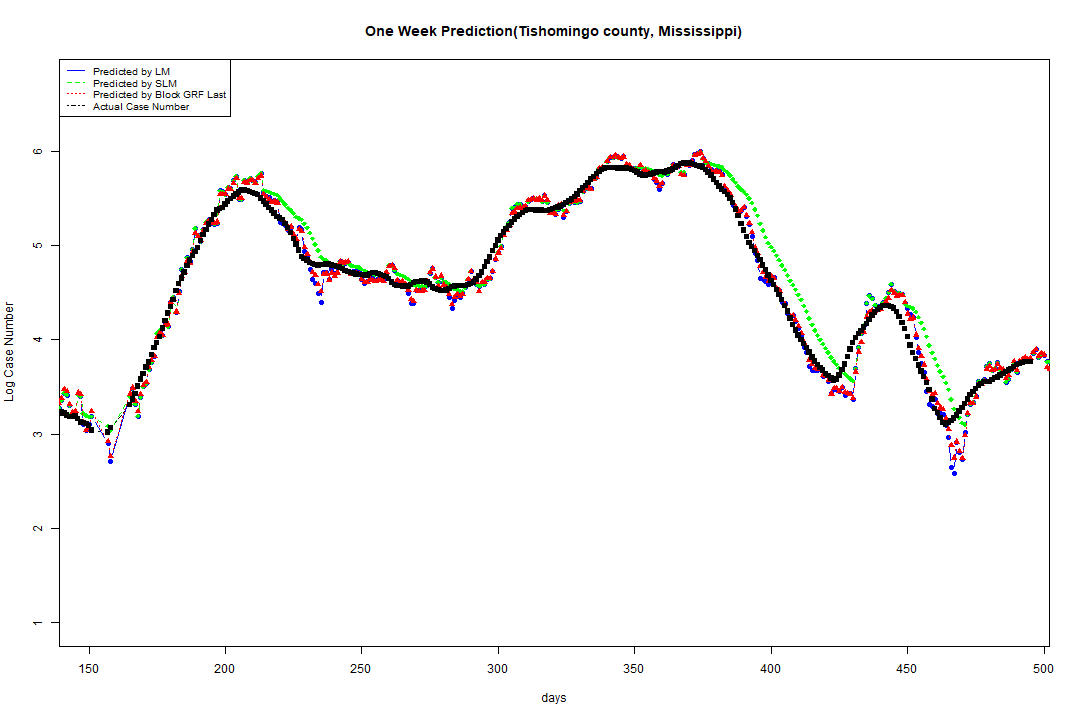 One Week Prediction(Tishomingo county, Mississippi)
Predicted by LM
Predicted by SLM
Predicted by Block GRF Last
Actual Case Number
Log Case Number
6
5
4
3
2
1
150 200 250 300 350 400 450 500
days